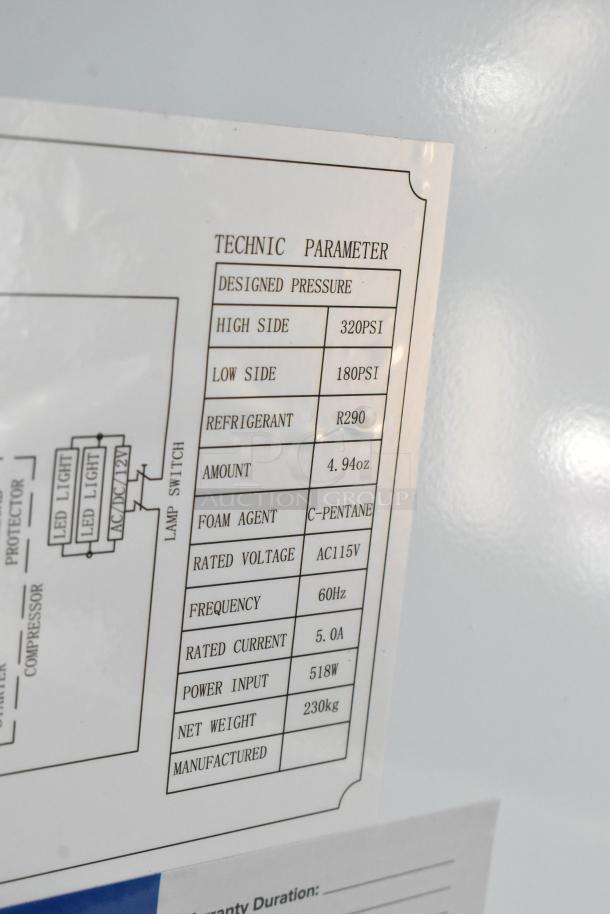 TECHNIC PARAMETER
DESIGNED PRESSURE
HIGH SIDE 320PSI
LOW SIDE 180PSI
REFRIGERANT R290
AMOUNT 4.94oz
FOAM AGENT C-PENTANE
RATED VOLTAGE AC115V
FREQUENCY 60Hz
RATED CURRENT 5.0A
POWER INPUT 518W
NET WEIGHT 230kg
MANUFACTURED
LED LIGHT
LED LIGHT
AC/DC/12V
LAMP SWITCH
PROTECTOR
COMPRESSOR
AUCTION GROUP
Duration: